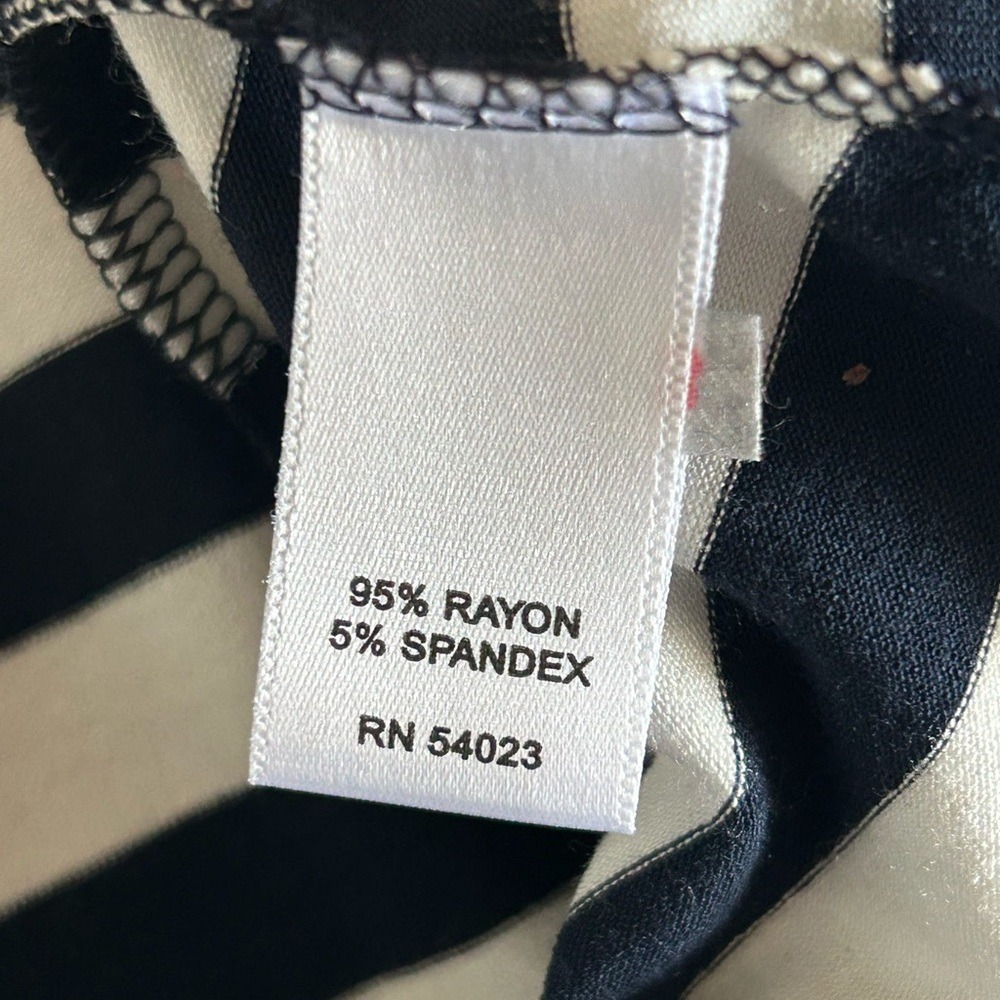 95% RAYON
5% SPANDEX
RN 54023